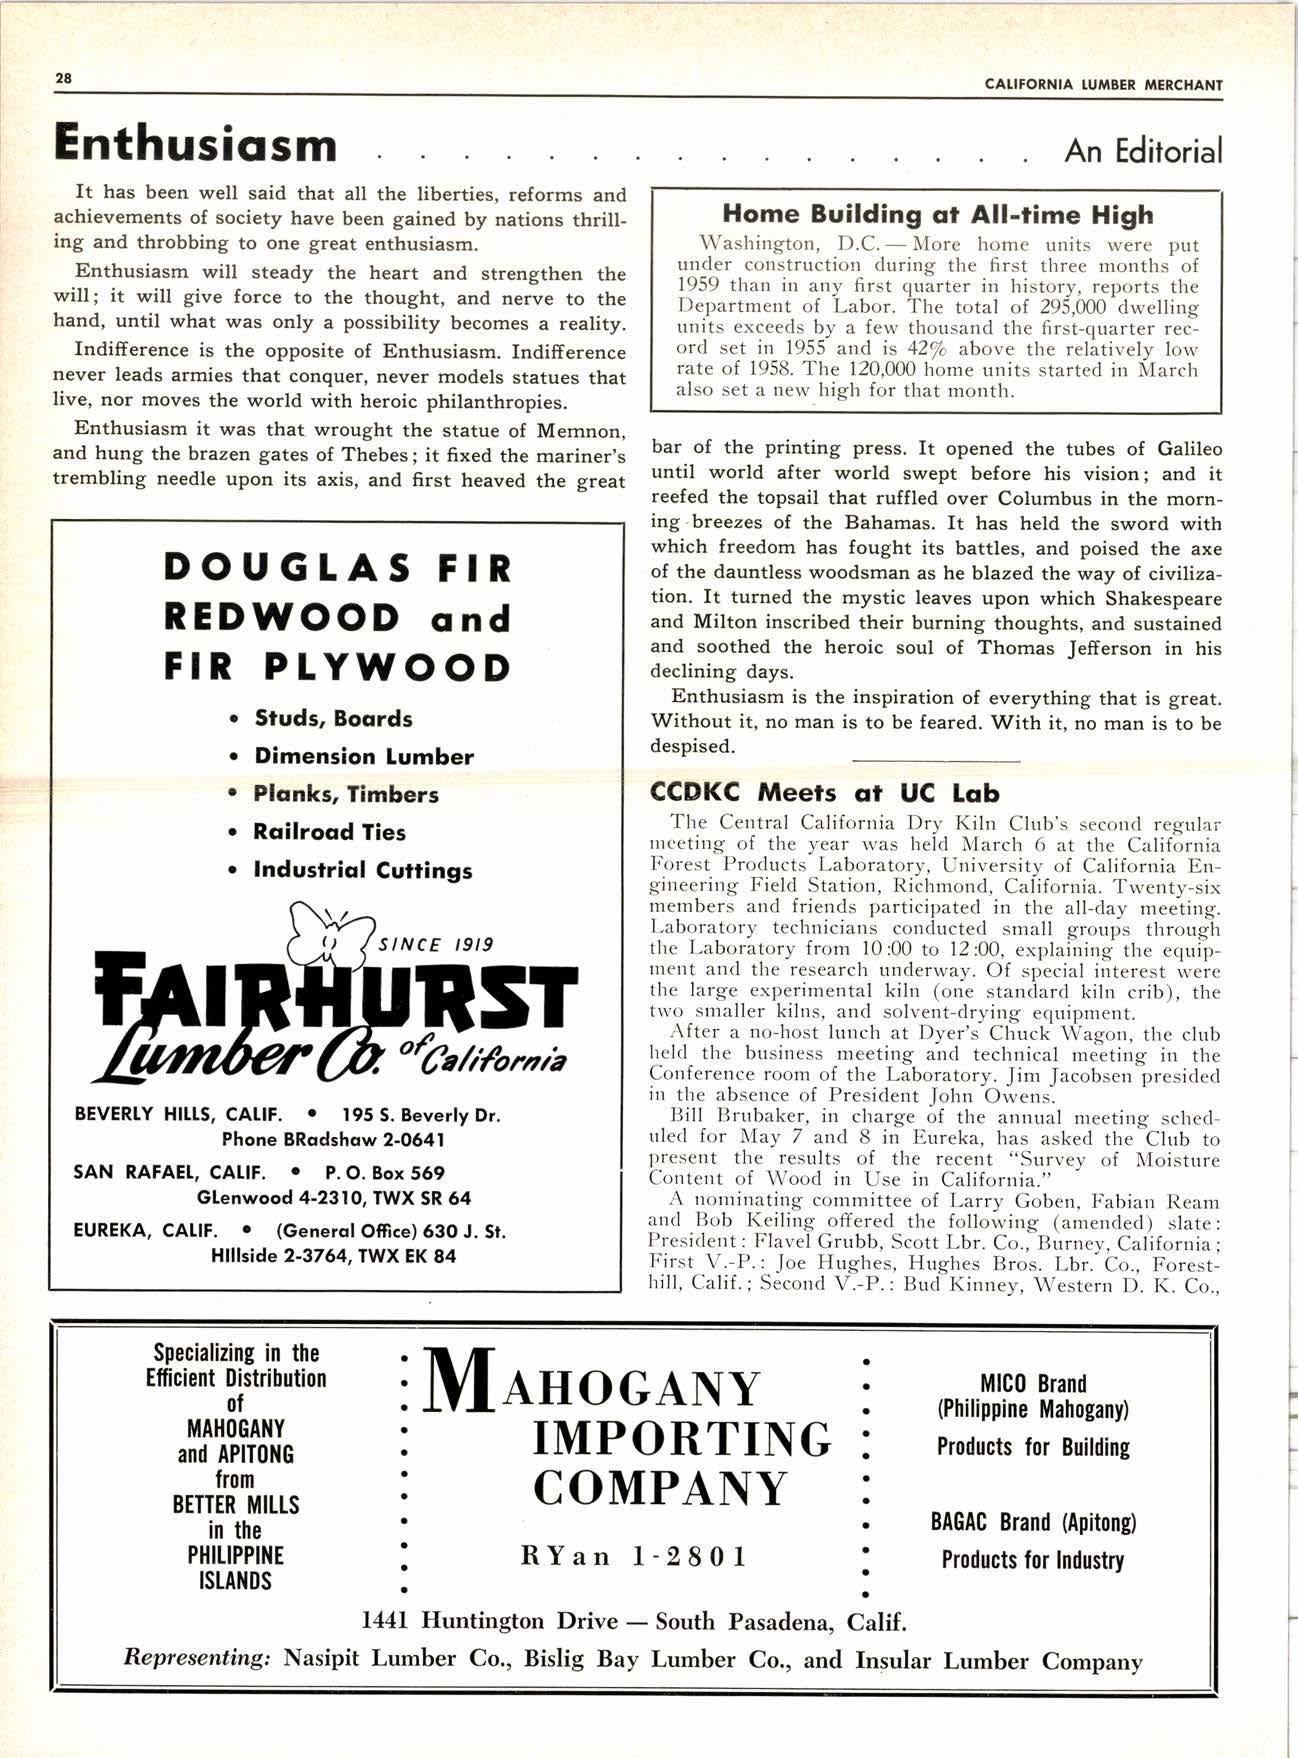 28
CALIFORNIA LUMBER MERCHANT
Enthusiasm . . . . . . . . . . . . . . . . An Editorial
It has been well said that all the liberties, reforms and
achievements of society have been gained by nations thrill-
ing and throbbing to one great enthusiasm.
Enthusiasm will steady the heart and strengthen the
will; it will give force to the thought, and nerve to the
hand, until what was only a possibility becomes a reality.
Indifference is the opposite of Enthusiasm. Indifference
never leads armies that conquer, never models statues that
live, nor moves the world with heroic philanthropies.
Enthusiasm it was that wrought the statue of Memnon,
and hung the brazen gates of Thebes; it fixed the mariner's
trembling needle upon its axis, and first heaved the great
bar of the printing press. It opened the tubes of Galileo
until world after world swept before his vision; and it
reefed the topsail that ruffled over Columbus in the morn-
ing breezes of the Bahamas. It has held the sword with
which freedom has fought its battles, and poised the axe
of the dauntless woodsman as he blazed the way of civiliza-
tion. It turned the mystic leaves upon which Shakespeare
and Milton inscribed their burning thoughts, and sustained
and soothed the heroic soul of Thomas Jefferson in his
declining days.
Enthusiasm is the inspiration of everything that is great.
Without it, no man is to be feared. With it, no man is to be
despised.
Home Building at All-time High
Washington, D.C. — More home units were put
under construction during the first three months of
1959 than in any first quarter in history, reports the
Department of Labor. The total of 295,000 dwelling
units exceeds by a few thousand the first-quarter rec-
ord set in 1955 and is 42% above the relatively low
rate of 1958. The 120,000 home units started in March
also set a new high for that month.
CCDKC Meets at UC Lab
The Central California Dry Kiln Club's second regular
meeting of the year was held March 6 at the California
Forest Products Laboratory, University of California En-
gineering Field Station, Richmond, California. Twenty-six
members and friends participated in the all-day meeting.
Laboratory technicians conducted small groups through
the Laboratory from 10:00 to 12:00, explaining the equip-
ment and the research underway. Of special interest were
the large experimental kiln (one standard kiln crib), the
two smaller kilns, and solvent-drying equipment.
After a no-host lunch at Dyer's Chuck Wagon, the club
held the business meeting and technical meeting in the
Conference room of the Laboratory. Jim Jacobsen presided
in the absence of President John Owens.
Bill Brubaker, in charge of the annual meeting sched-
uled for May 7 and 8 in Eureka, has asked the Club to
present the results of the recent "Survey of Moisture
Content of Wood in Use in California."
A nominating committee of Larry Goben, Fabian Ream
and Bob Keiling offered the following (amended) slate:
President: Flavel Grubb, Scott Lbr. Co., Burney, California;
First V.-P.: Joe Hughes, Hughes Bros. Lbr. Co., Forest-
hill, Calif.; Second V.-P.: Bud Kinney, Western D. K. Co.,
DOUGLAS FIR
REDWOOD and
FIR PLYWOOD
• Studs, Boards
• Dimension Lumber
• Planks, Timbers
• Railroad Ties
• Industrial Cuttings
SINCE 1919
FAIRHURST
Lumber Co. of California
BEVERLY HILLS, CALIF. • 195 S. Beverly Dr.
Phone BRadshaw 2-0641
SAN RAFAEL, CALIF. • P. O. Box 569
GLenwood 4-2310, TWX SR 64
EUREKA, CALIF. • (General Office) 630 J. St.
HIllside 2-3764, TWX EK 84
Specializing in the
Efficient Distribution
of
MAHOGANY
and APITONG
from
BETTER MILLS
in the
PHILIPPINE
ISLANDS
MAHOGANY
IMPORTING
COMPANY
RYan 1-2801
MICO Brand
(Philippine Mahogany)
Products for Building
BAGAC Brand (Apitong)
Products for Industry
1441 Huntington Drive — South Pasadena, Calif.
Representing: Nasipit Lumber Co., Bislig Bay Lumber Co., and Insular Lumber Company